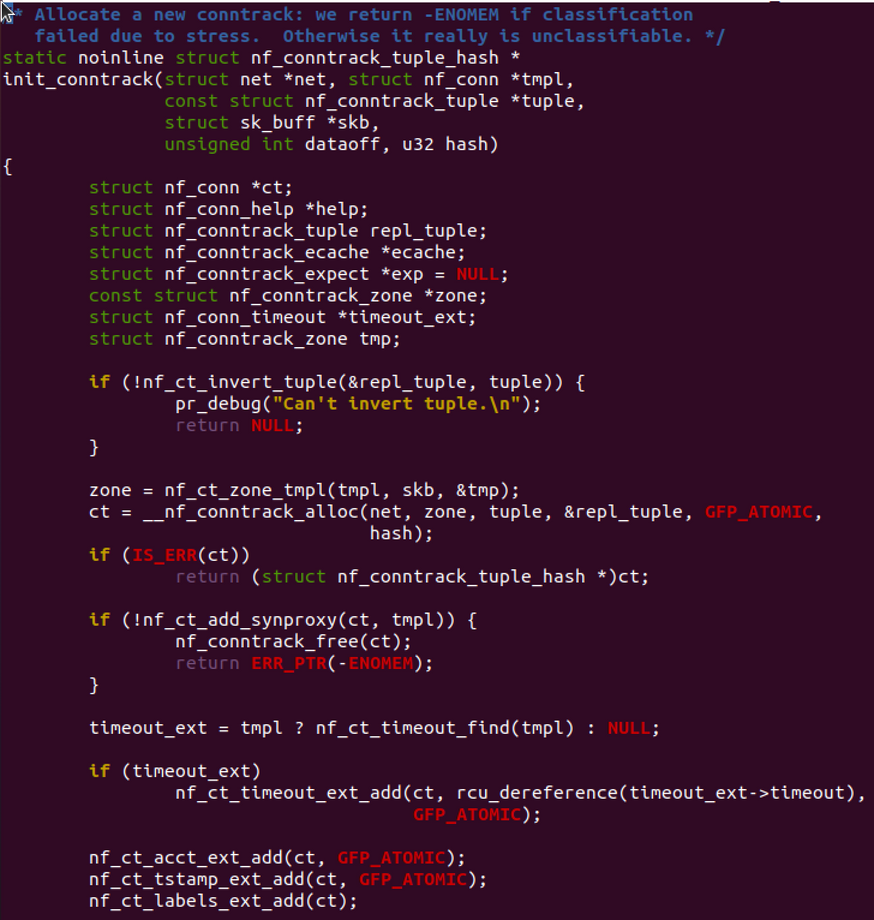 /* Allocate a new conntrack: we return -ENOMEM if classification
   failed due to stress.  Otherwise it really is unclassifiable. */
static noinline struct nf_conntrack_tuple_hash *
init_conntrack(struct net *net, struct nf_conn *tmpl,
               const struct nf_conntrack_tuple *tuple,
               struct sk_buff *skb,
               unsigned int dataoff, u32 hash)
{
        struct nf_conn *ct;
        struct nf_conn_help *help;
        struct nf_conntrack_tuple repl_tuple;
        struct nf_conntrack_ecache *ecache;
        struct nf_conntrack_expect *exp = NULL;
        const struct nf_conntrack_zone *zone;
        struct nf_conn_timeout *timeout_ext;
        struct nf_conntrack_zone tmp;

        if (!nf_ct_invert_tuple(&repl_tuple, tuple)) {
                pr_debug("Can't invert tuple.\n");
                return NULL;
        }

        zone = nf_ct_zone_tmpl(tmpl, skb, &tmp);
        ct = __nf_conntrack_alloc(net, zone, tuple, &repl_tuple, GFP_ATOMIC,
                                  hash);
        if (IS_ERR(ct))
                return (struct nf_conntrack_tuple_hash *)ct;

        if (!nf_ct_add_synproxy(ct, tmpl)) {
                nf_conntrack_free(ct);
                return ERR_PTR(-ENOMEM);
        }

        timeout_ext = tmpl ? nf_ct_timeout_find(tmpl) : NULL;

        if (timeout_ext)
                nf_ct_timeout_ext_add(ct, rcu_dereference(timeout_ext->timeout),
                                      GFP_ATOMIC);

        nf_ct_acct_ext_add(ct, GFP_ATOMIC);
        nf_ct_tstamp_ext_add(ct, GFP_ATOMIC);
        nf_ct_labels_ext_add(ct);